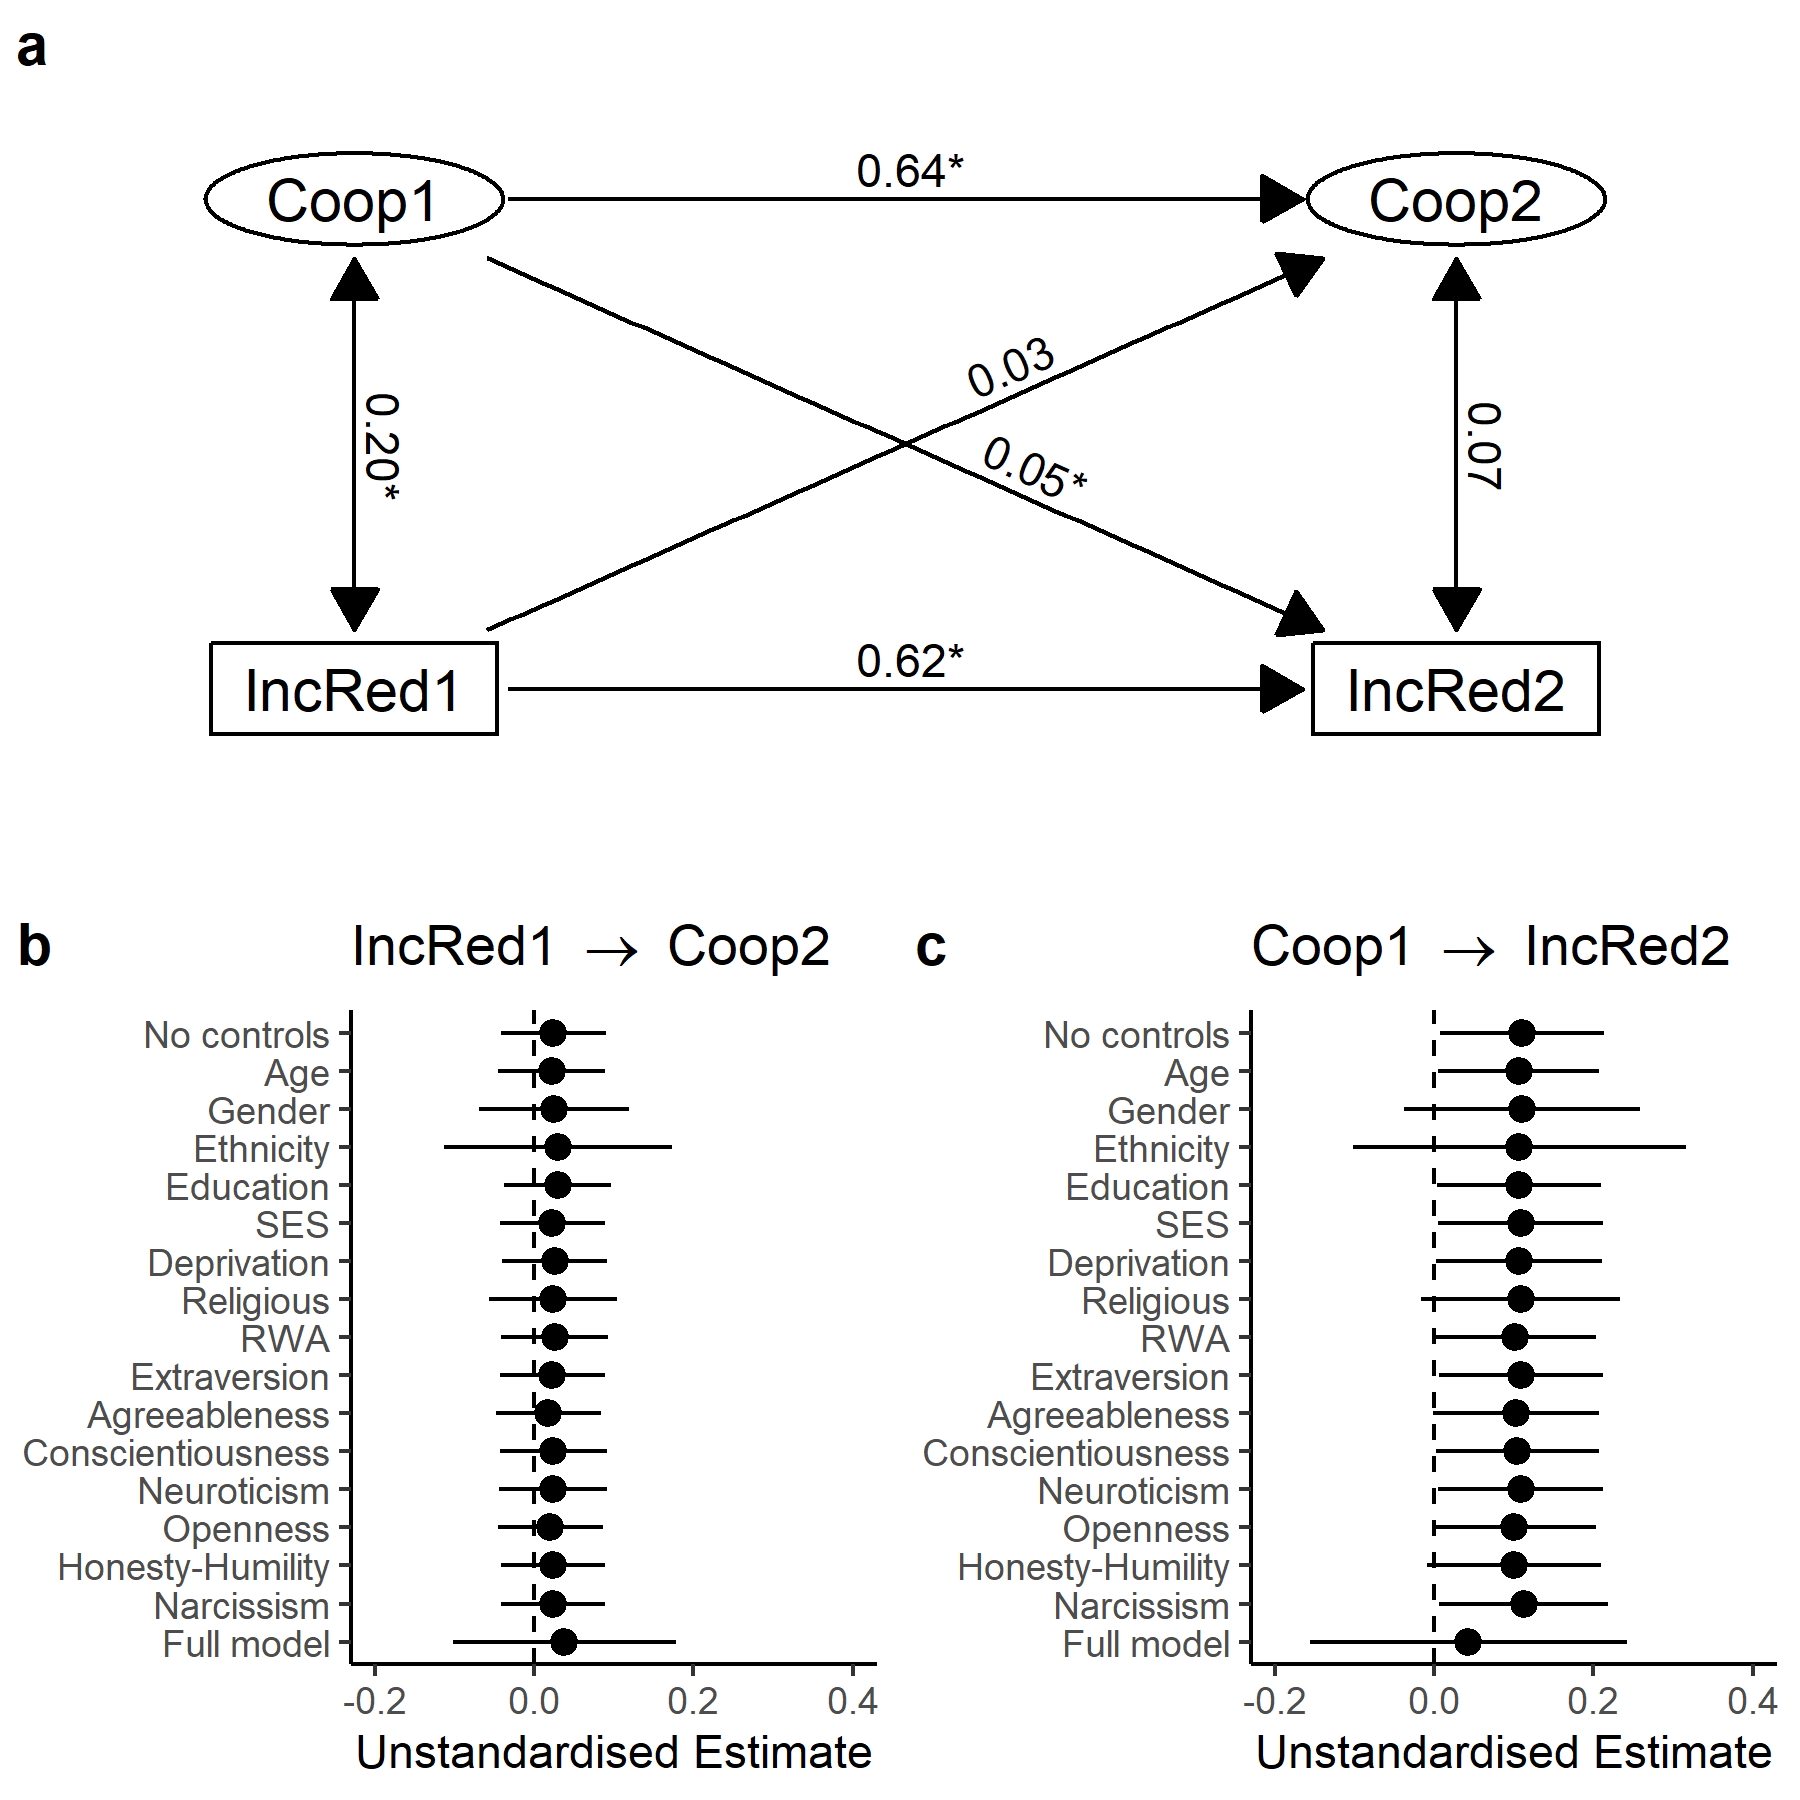 a
Coop1
0.64*
Coop2
0.20*
0.03
0.05*
0.07
IncRed1
0.62*
IncRed2
b
IncRed1 → Coop2
No controls
Age
Gender
Ethnicity
Education
SES
Deprivation
Religious
RWA
Extraversion
Agreeableness
Conscientiousness
Neuroticism
Openness
Honesty-Humility
Narcissism
Full model
-0.2 0.0 0.2 0.4
Unstandardised Estimate
c
Coop1 → IncRed2
No controls
Age
Gender
Ethnicity
Education
SES
Deprivation
Religious
RWA
Extraversion
Agreeableness
Conscientiousness
Neuroticism
Openness
Honesty-Humility
Narcissism
Full model
-0.2 0.0 0.2 0.4
Unstandardised Estimate